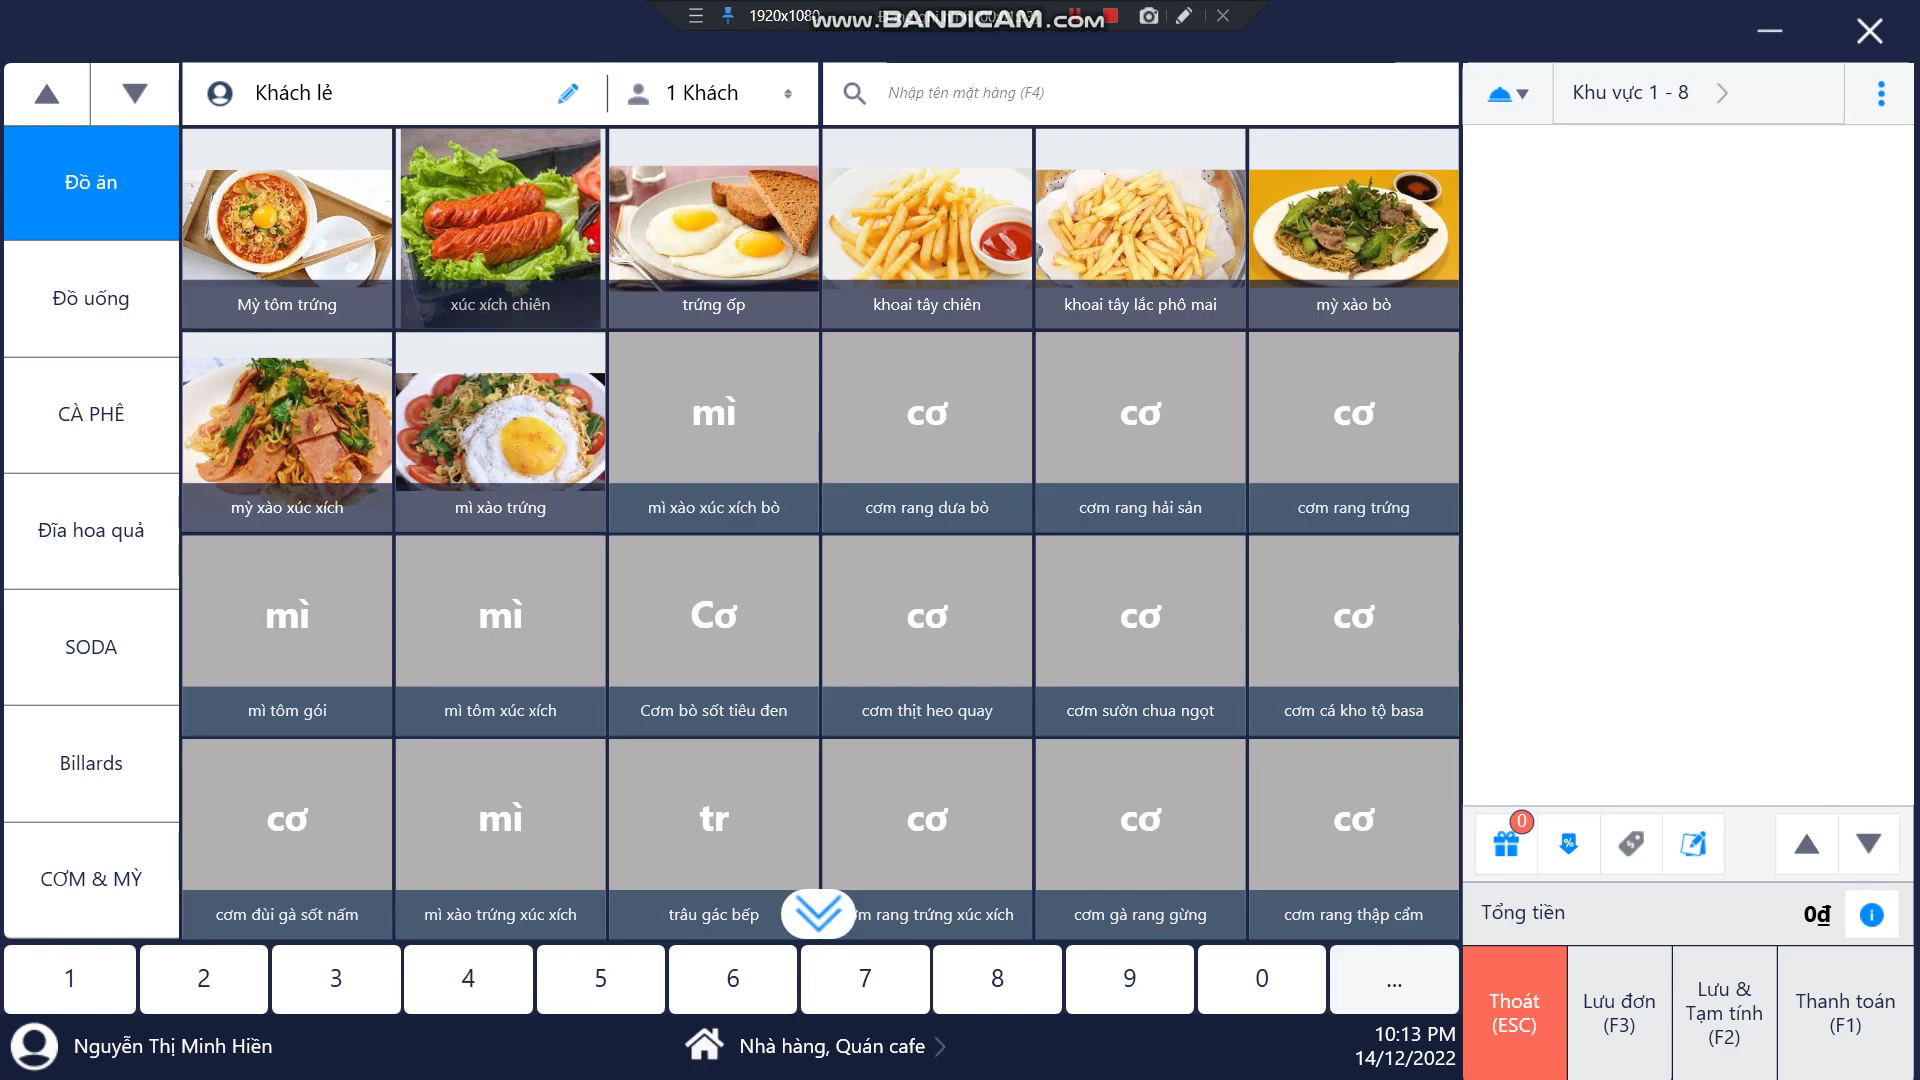 1920x1080
www.BANDICAM.com
Khách lẻ
1 Khách
Nhập tên mặt hàng (F4)
Khu vực 1 - 8
Đồ ăn
Đồ uống
CÀ PHÊ
Đĩa hoa quả
SODA
Billards
CƠM & MỲ
Mỳ tôm trứng
xúc xích chiên
trứng ốp
khoai tây chiên
khoai tây lắc phô mai
mỳ xào bò
mì
cơ
cơ
cơ
mỳ xào xúc xích
mì xào trứng
mì xào xúc xích bò
cơm rang dưa bò
cơm rang hải sản
cơm rang trứng
mì
mì
Cơ
cơ
cơ
cơ
mì tôm gói
mì tôm xúc xích
Cơm bò sốt tiêu đen
cơm thịt heo quay
cơm sườn chua ngọt
cơm cá kho tộ basa
cơ
mì
tr
cơ
cơ
cơ
cơm đùi gà sốt nấm
mì xào trứng xúc xích
trâu gác bếp
m rang trứng xúc xích
cơm gà rang gừng
cơm rang thập cẩm
0
Tổng tiền
0₫
1
2
3
4
5
6
7
8
9
0
...
Thoát
(ESC)
Lưu đơn
(F3)
Lưu &
Tạm tính
(F2)
Thanh toán
(F1)
Nguyễn Thị Minh Hiền
Nhà hàng, Quán cafe
10:13 PM
14/12/2022